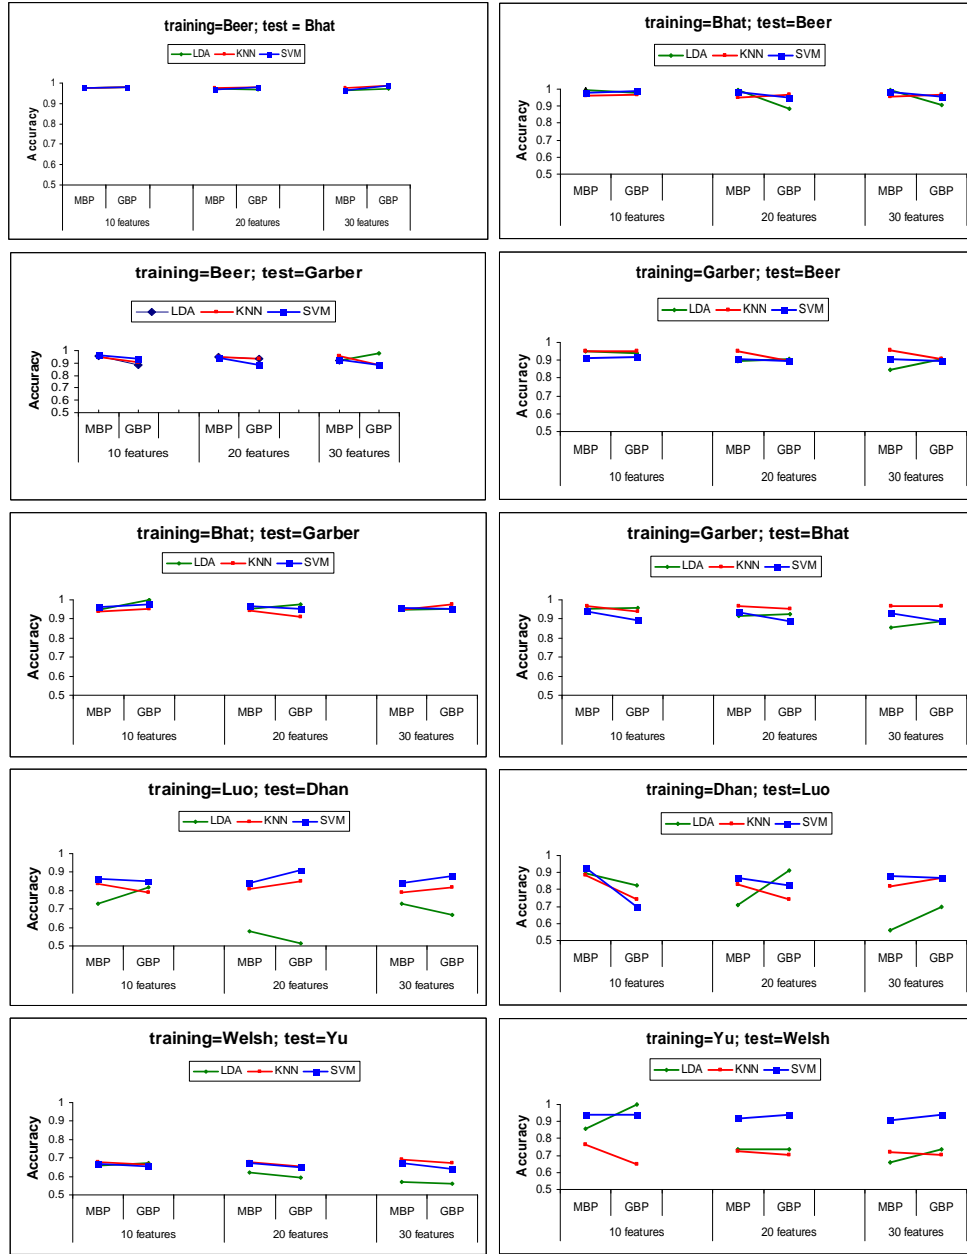 training=Beer; test = Bhat
LDA KNN SVM
1
0.9
0.8
0.7
0.6
0.5
Accuracy
MBP GBP MBP GBP MBP GBP
10 features 20 features 30 features
training=Bhat; test=Beer
LDA KNN SVM
1
0.9
0.8
0.7
0.6
0.5
Accuracy
MBP GBP MBP GBP MBP GBP
10 features 20 features 30 features
training=Beer; test=Garber
LDA KNN SVM
1
0.9
0.8
0.7
0.6
0.5
Accuracy
MBP GBP MBP GBP MBP GBP
10 features 20 features 30 features
training=Garber; test=Beer
LDA KNN SVM
1
0.9
0.8
0.7
0.6
0.5
Accuracy
MBP GBP MBP GBP MBP GBP
10 features 20 features 30 features
training=Bhat; test=Garber
LDA KNN SVM
1
0.9
0.8
0.7
0.6
0.5
Accuracy
MBP GBP MBP GBP MBP GBP
10 features 20 features 30 features
training=Garber; test=Bhat
LDA KNN SVM
1
0.9
0.8
0.7
0.6
0.5
Accuracy
MBP GBP MBP GBP MBP GBP
10 features 20 features 30 features
training=Luo; test=Dhan
LDA KNN SVM
1
0.9
0.8
0.7
0.6
0.5
Accuracy
MBP GBP MBP GBP MBP GBP
10 features 20 features 30 features
training=Dhan; test=Luo
LDA KNN SVM
1
0.9
0.8
0.7
0.6
0.5
Accuracy
MBP GBP MBP GBP MBP GBP
10 features 20 features 30 features
training=Welsh; test=Yu
LDA KNN SVM
1
0.9
0.8
0.7
0.6
0.5
Accuracy
MBP GBP MBP GBP MBP GBP
10 features 20 features 30 features
training=Yu; test=Welsh
LDA KNN SVM
1
0.9
0.8
0.7
0.6
0.5
Accuracy
MBP GBP MBP GBP MBP GBP
10 features 20 features 30 features